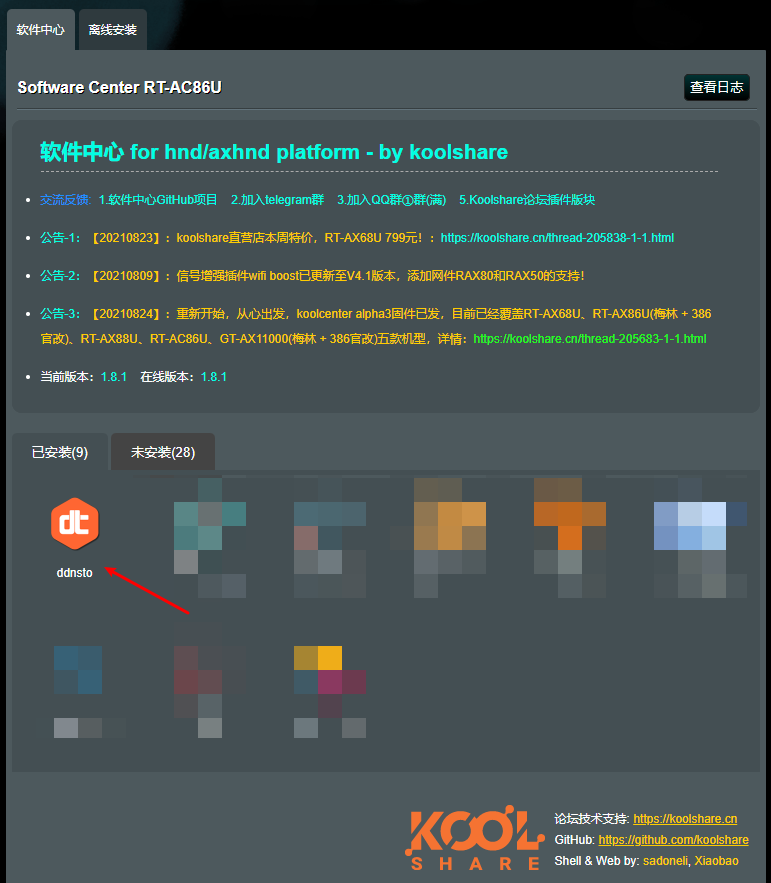 软件中心 离线安装
Software Center RT-AC86U 查看日志
软件中心 for hnd/axhnd platform - by koolshare
交流反馈: 1.软件中心GitHub项目 2.加入telegram群 3.加入QQ群①群(满) 5.Koolshare论坛插件版块
公告-1：【20210823】：koolshare直营店本周特价，RT-AX68U 799元！：https://koolshare.cn/thread-205838-1-1.html
公告-2：【20210809】：信号增强插件wifi boost已更新至V4.1版本，添加网件RAX80和RAX50的支持！
公告-3：【20210824】：重新开始，从心出发，koolcenter alpha3固件已发，目前已经覆盖RT-AX68U、RT-AX86U(梅林 + 386
官改)、RT-AX88U、RT-AC86U、GT-AX11000(梅林 + 386官改)五款机型，详情：https://koolshare.cn/thread-205683-1-1.html
当前版本：1.8.1 在线版本：1.8.1
已安装(9) 未安装(28)
dt
ddnsto
KOOL
SHARE
论坛技术支持: https://koolshare.cn
GitHub: https://github.com/koolshare
Shell & Web by: sadoneli, Xiaobao